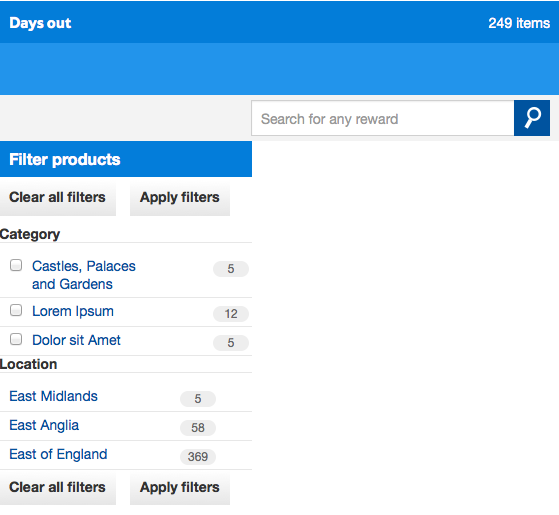 Days out 249 items
Search for any reward
Filter products
Clear all filters Apply filters
Category
Castles, Palaces 5
and Gardens
Lorem Ipsum 12
Dolor sit Amet 5
Location
East Midlands 5
East Anglia 58
East of England 369
Clear all filters Apply filters